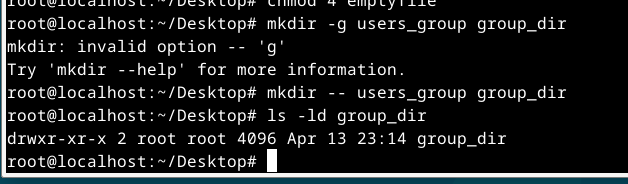 root@localhost:~/Desktop# chmod 4 emptyfile
root@localhost:~/Desktop# mkdir -g users_group group_dir
mkdir: invalid option -- 'g'
Try 'mkdir --help' for more information.
root@localhost:~/Desktop# mkdir -- users_group group_dir
root@localhost:~/Desktop# ls -ld group_dir
drwxr-xr-x 2 root root 4096 Apr 13 23:14 group_dir
root@localhost:~/Desktop#